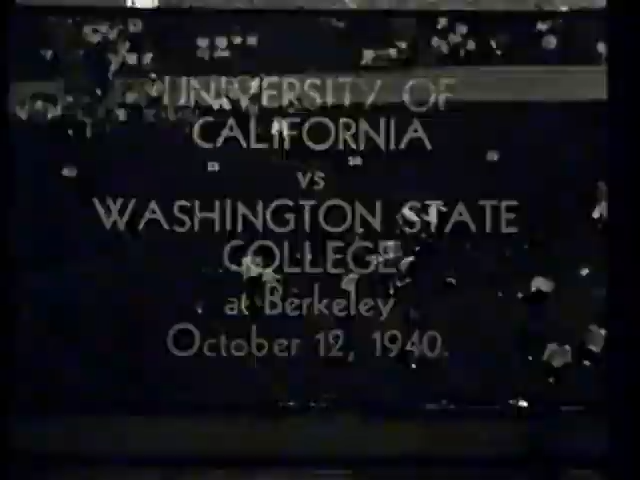 UNIVERSITY OF
CALIFORNIA
vs
WASHINGTON STATE
COLLEGE
at Berkeley
October 12, 1940.